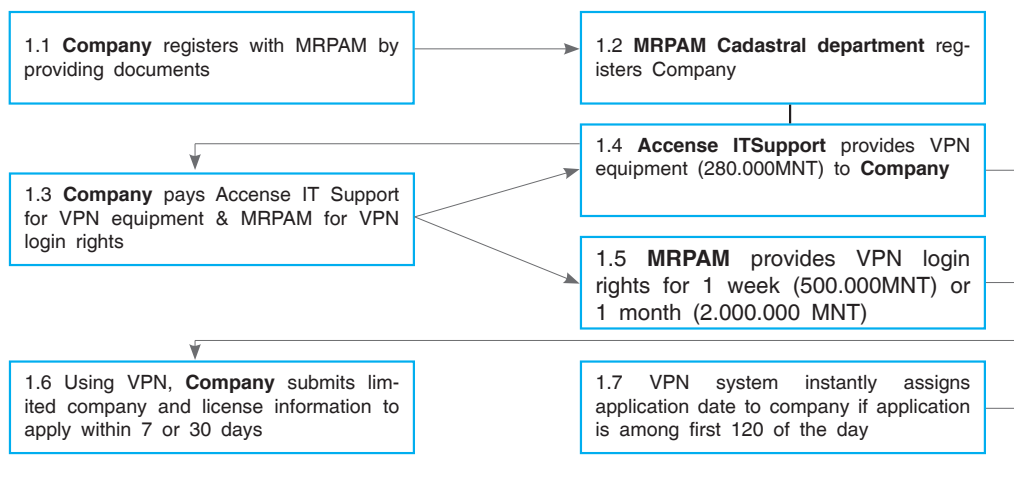 1.1 Company registers with MRPAM by
providing documents
1.2 MRPAM Cadastral department reg-
isters Company
1.3 Company pays Accense IT Support
for VPN equipment & MRPAM for VPN
login rights
1.4 Accense ITSupport provides VPN
equipment (280.000MNT) to Company
1.5 MRPAM provides VPN login
rights for 1 week (500.000MNT) or
1 month (2.000.000 MNT)
1.6 Using VPN, Company submits lim-
ited company and license information to
apply within 7 or 30 days
1.7 VPN system instantly assigns
application date to company if application
is among first 120 of the day